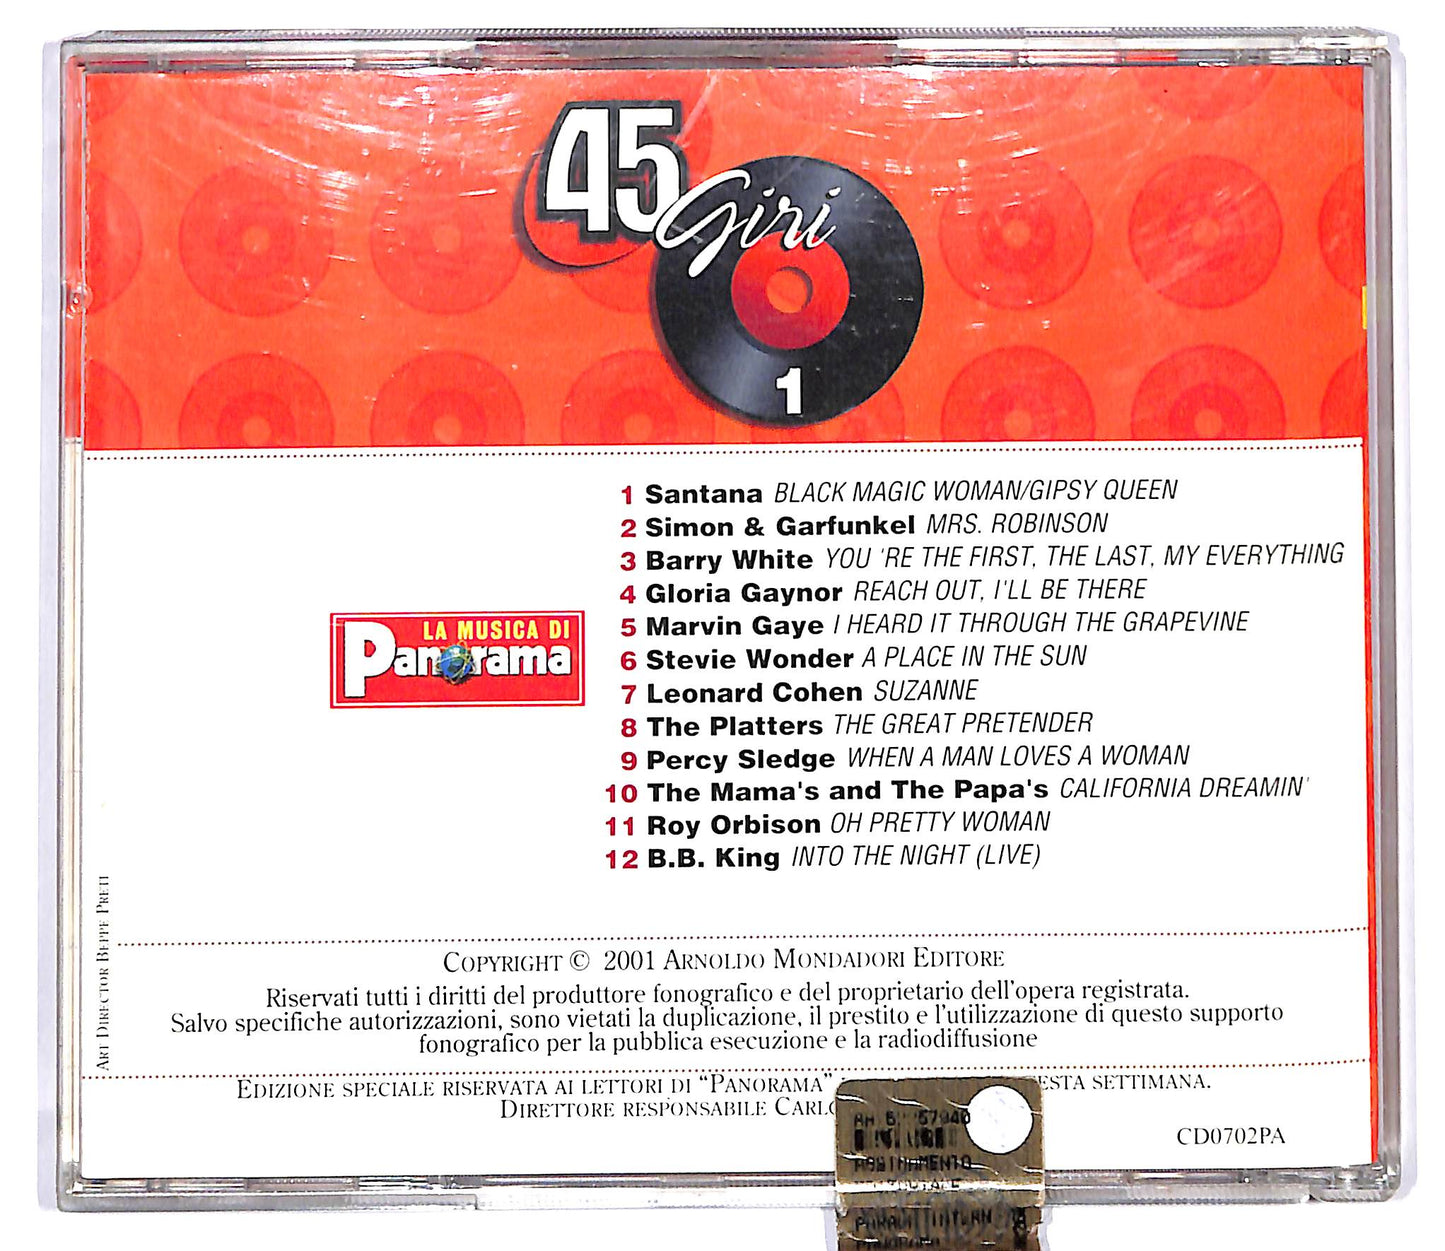 45
Giri
1
1 Santana BLACK MAGIC WOMAN/GIPSY QUEEN
2 Simon & Garfunkel MRS. ROBINSON
3 Barry White YOU 'RE THE FIRST, THE LAST, MY EVERYTHING
4 Gloria Gaynor REACH OUT, I'LL BE THERE
5 Marvin Gaye I HEARD IT THROUGH THE GRAPEVINE
6 Stevie Wonder A PLACE IN THE SUN
7 Leonard Cohen SUZANNE
8 The Platters THE GREAT PRETENDER
9 Percy Sledge WHEN A MAN LOVES A WOMAN
10 The Mama's and The Papa's CALIFORNIA DREAMIN'
11 Roy Orbison OH PRETTY WOMAN
12 B.B. King INTO THE NIGHT (LIVE)
LA MUSICA DI
Panorama
ART DIRECTOR BEPPE PRETI
COPYRIGHT © 2001 ARNOLDO MONDADORI EDITORE
Riservati tutti i diritti del produttore fonografico e del proprietario dell'opera registrata.
Salvo specifiche autorizzazioni, sono vietati la duplicazione, il prestito e l'utilizzazione di questo supporto
fonografico per la pubblica esecuzione e la radiodiffusione
EDIZIONE SPECIALE RISERVATA AI LETTORI DI "PANORAMA" ESTA SETTIMANA.
DIRETTORE RESPONSABILE
CD0702PA